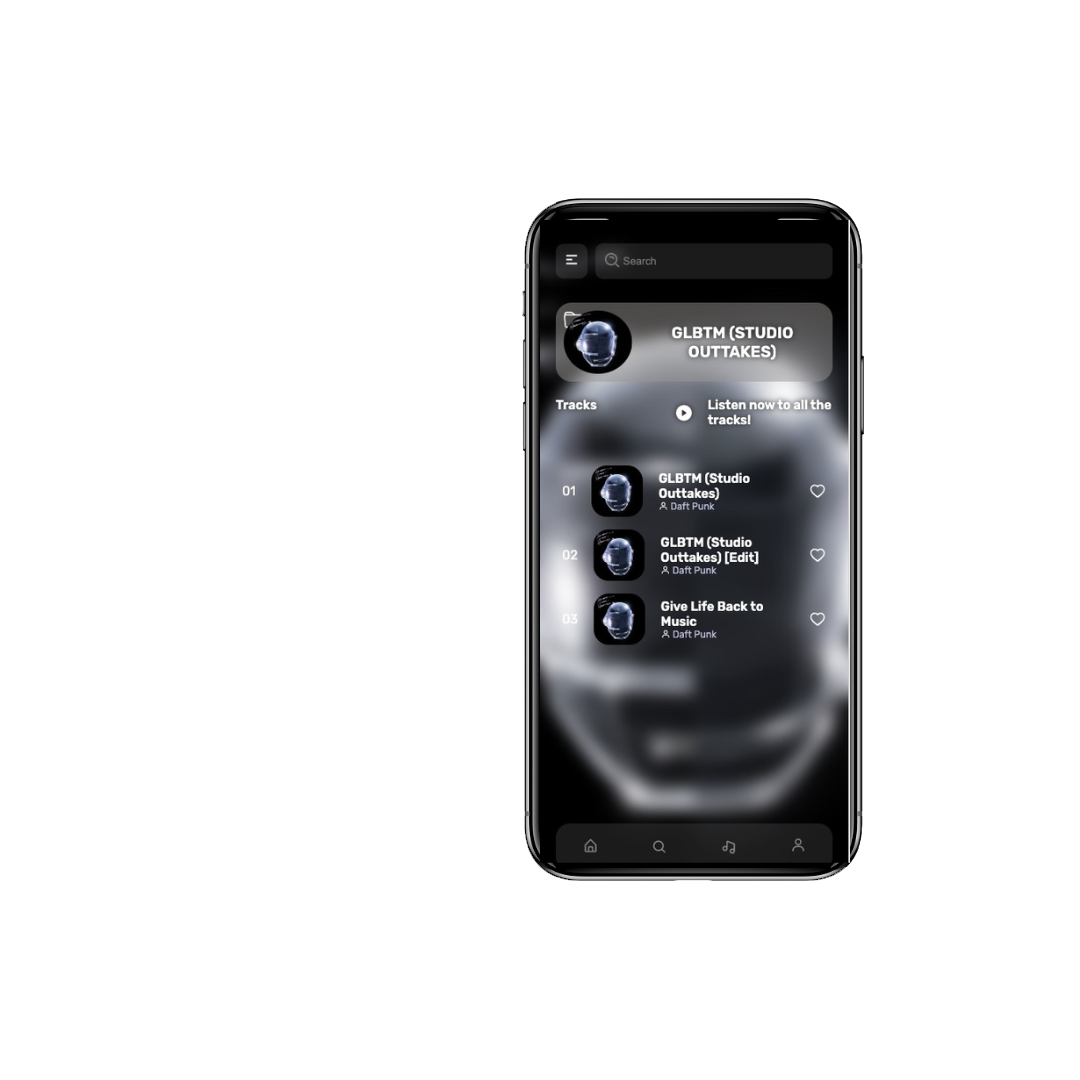 Search
GLBTM (STUDIO
OUTTAKES)
Tracks
Listen now to all the
tracks!
01
GLBTM (Studio
Outtakes)
Daft Punk
02
GLBTM (Studio
Outtakes) [Edit]
Daft Punk
03
Give Life Back to
Music
Daft Punk